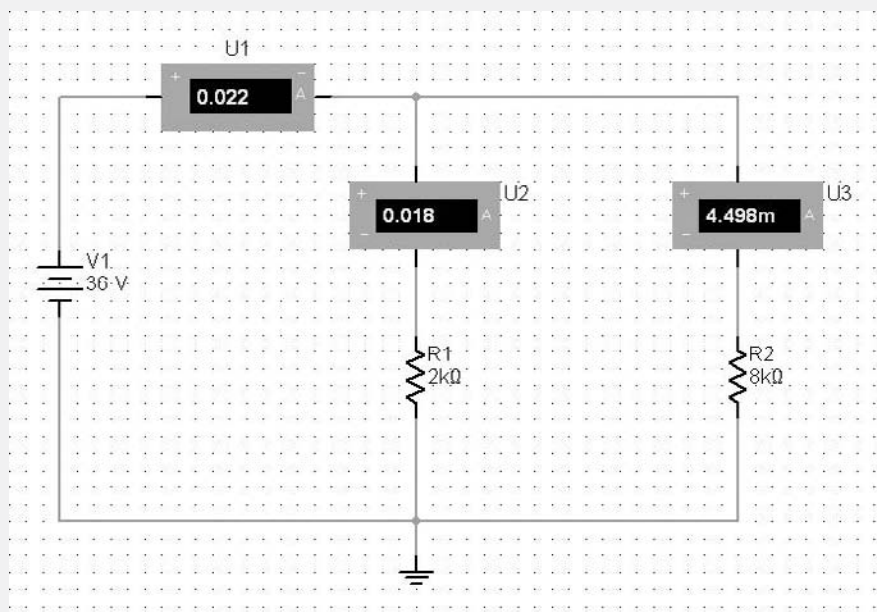 U1
+ −
0.022 A
+
0.018 A
−
U2
+
4.498m A
−
U3
V1
36 V
R1
2kΩ
R2
8kΩ